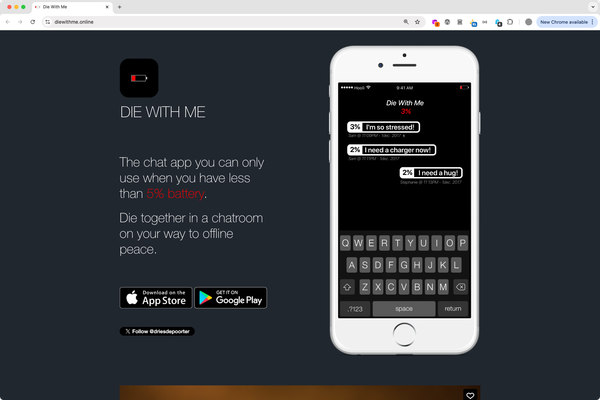 Die With Me
diewithme.online
New Chrome available
DIE WITH ME
The chat app you can only
use when you have less
than 5% battery.
Die together in a chatroom
on your way to offline
peace.
Download on the
App Store
GET IT ON
Google Play
Follow @driesdepoorter
9:41 AM
Die With Me
3%
3% I'm so stressed!
2% I need a charger now!
2% I need a hug!
Q W E R T Y U I O P
A S D F G H J K L
Z X C V B N M
.?123 space return